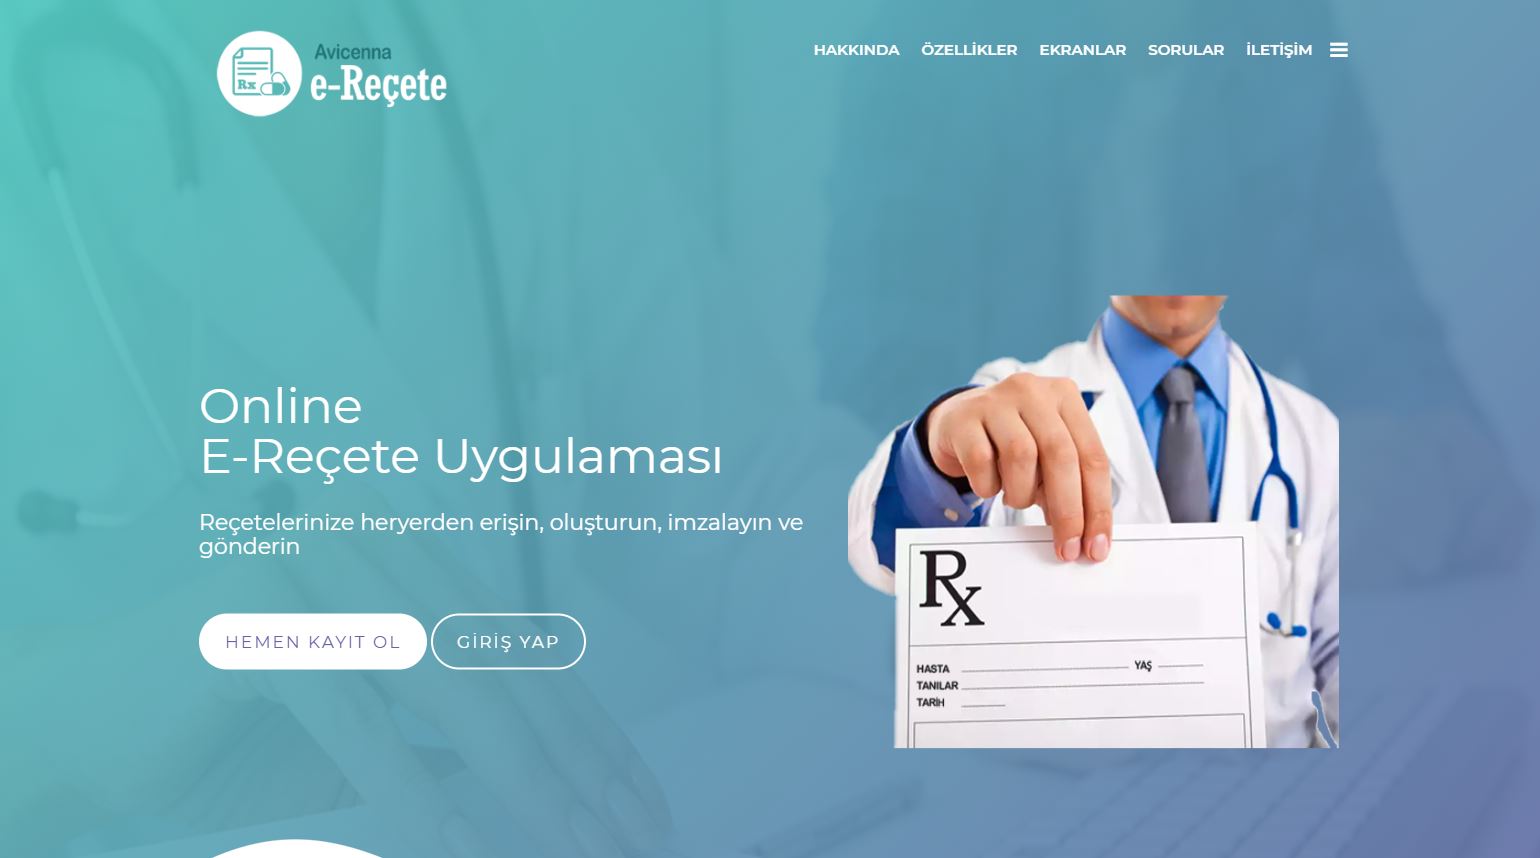 Avicenna
e-Reçete
Rx
HAKKINDA ÖZELLİKLER EKRANLAR SORULAR İLETİŞİM
Online
E-Reçete Uygulaması
Reçetelerinize heryerden erişin, oluşturun, imzalayın ve
gönderin
HEMEN KAYIT OL GİRİŞ YAP
Rx
HASTA YAŞ
TANILAR
TARİH